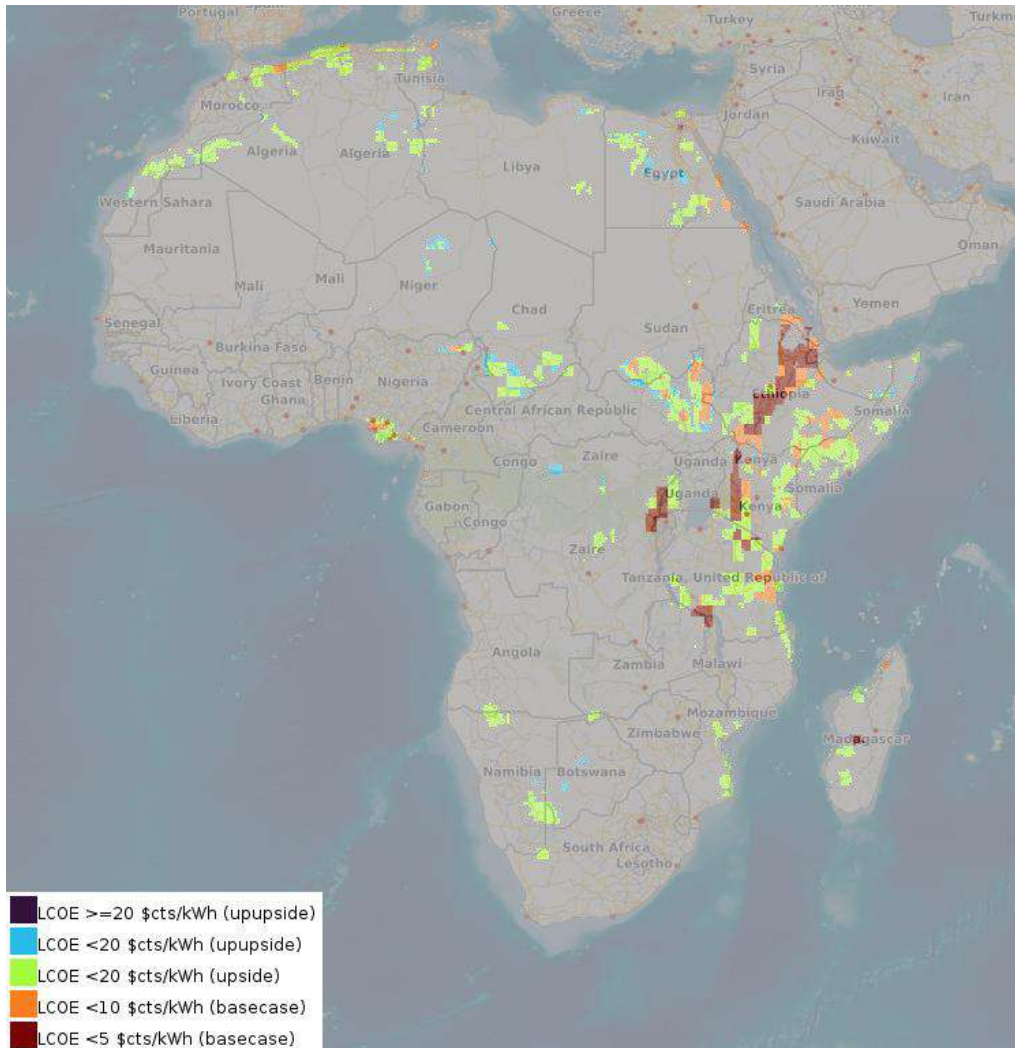 Portugal
Spain
Greece
Turkey
Turkm
Tunisia
Syria
Iraq
Iran
Morocco
Jordan
Kuwait
Algeria
Algeria
Libya
Egypt
Western Sahara
Saudi Arabia
Mauritania
Oman
Mali
Mali
Niger
Chad
Sudan
Eritrea
Yemen
Senegal
Burkina Faso
Guinea
Ivory Coast
Benin
Nigeria
Ghana
Ethiopia
Somalia
Liberia
Central African Republic
Cameroon
Congo
Zaire
Uganda
Kenya
Somalia
Gabon
Uganda
Kenya
Congo
Zaire
Tanzania, United Republic of
Angola
Zambia
Malawi
Mozambique
Zimbabwe
Madagascar
Namibia
Botswana
South Africa
Lesotho
LCOE >=20 $cts/kWh (upupside)
LCOE <20 $cts/kWh (upupside)
LCOE <20 $cts/kWh (upside)
LCOE <10 $cts/kWh (basecase)
LCOE <5 $cts/kWh (basecase)